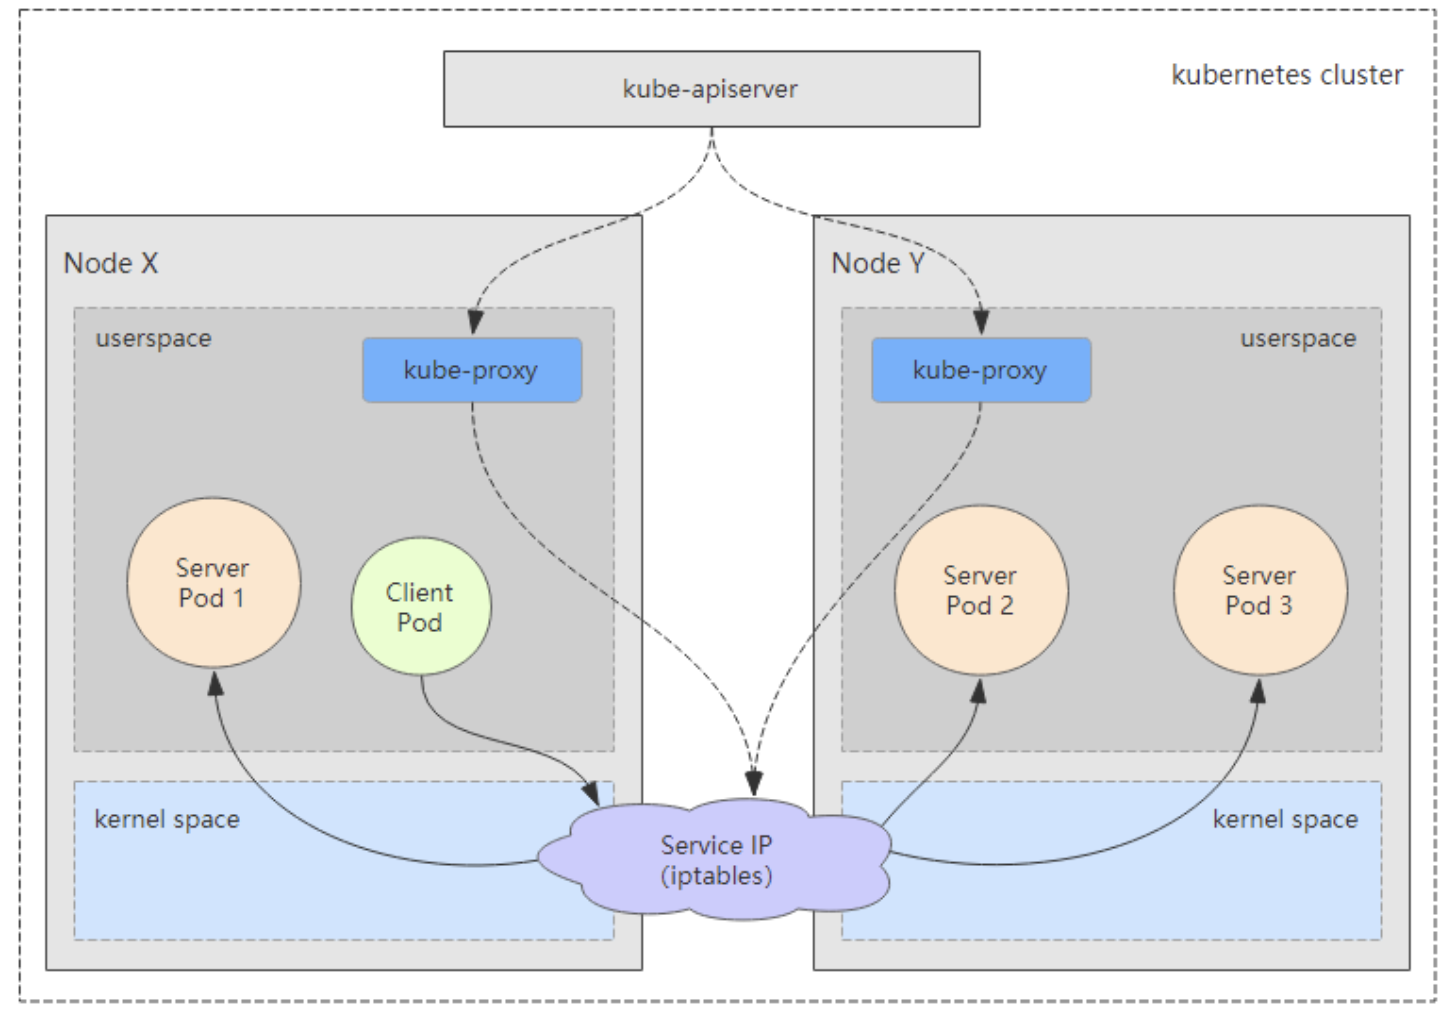 kube-apiserver
kubernetes cluster
Node X
userspace
kube-proxy
Server
Pod 1
Client
Pod
kernel space
Node Y
userspace
kube-proxy
Server
Pod 2
Server
Pod 3
kernel space
Service IP
(iptables)